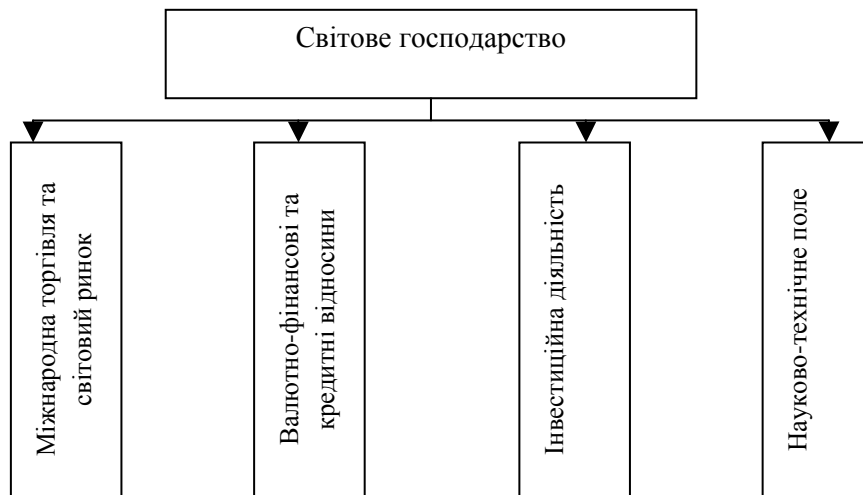 Світове господарство
Міжнародна торгівля та
світовий ринок
Валютно-фінансові та
кредитні відносини
Інвестиційна діяльність
Науково-технічне поле